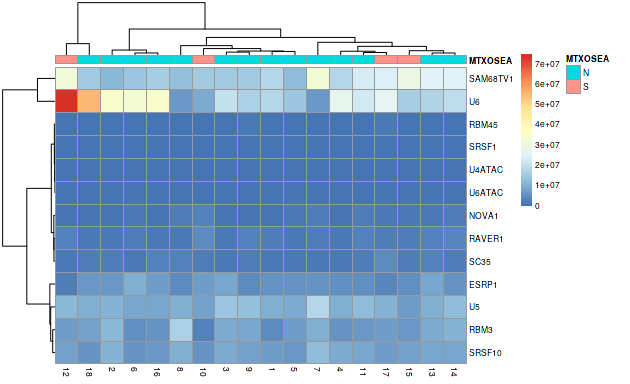 MTXOSEA
MTXOSEA
N
S
7e+07
6e+07
5e+07
4e+07
3e+07
2e+07
1e+07
0
SAM68TV1
U6
RBM45
SRSF1
U4ATAC
U6ATAC
NOVA1
RAVER1
SC35
ESRP1
U5
RBM3
SRSF10
12 18 2 6 16 8 10 3 9 1 5 7 4 11 17 15 13 14